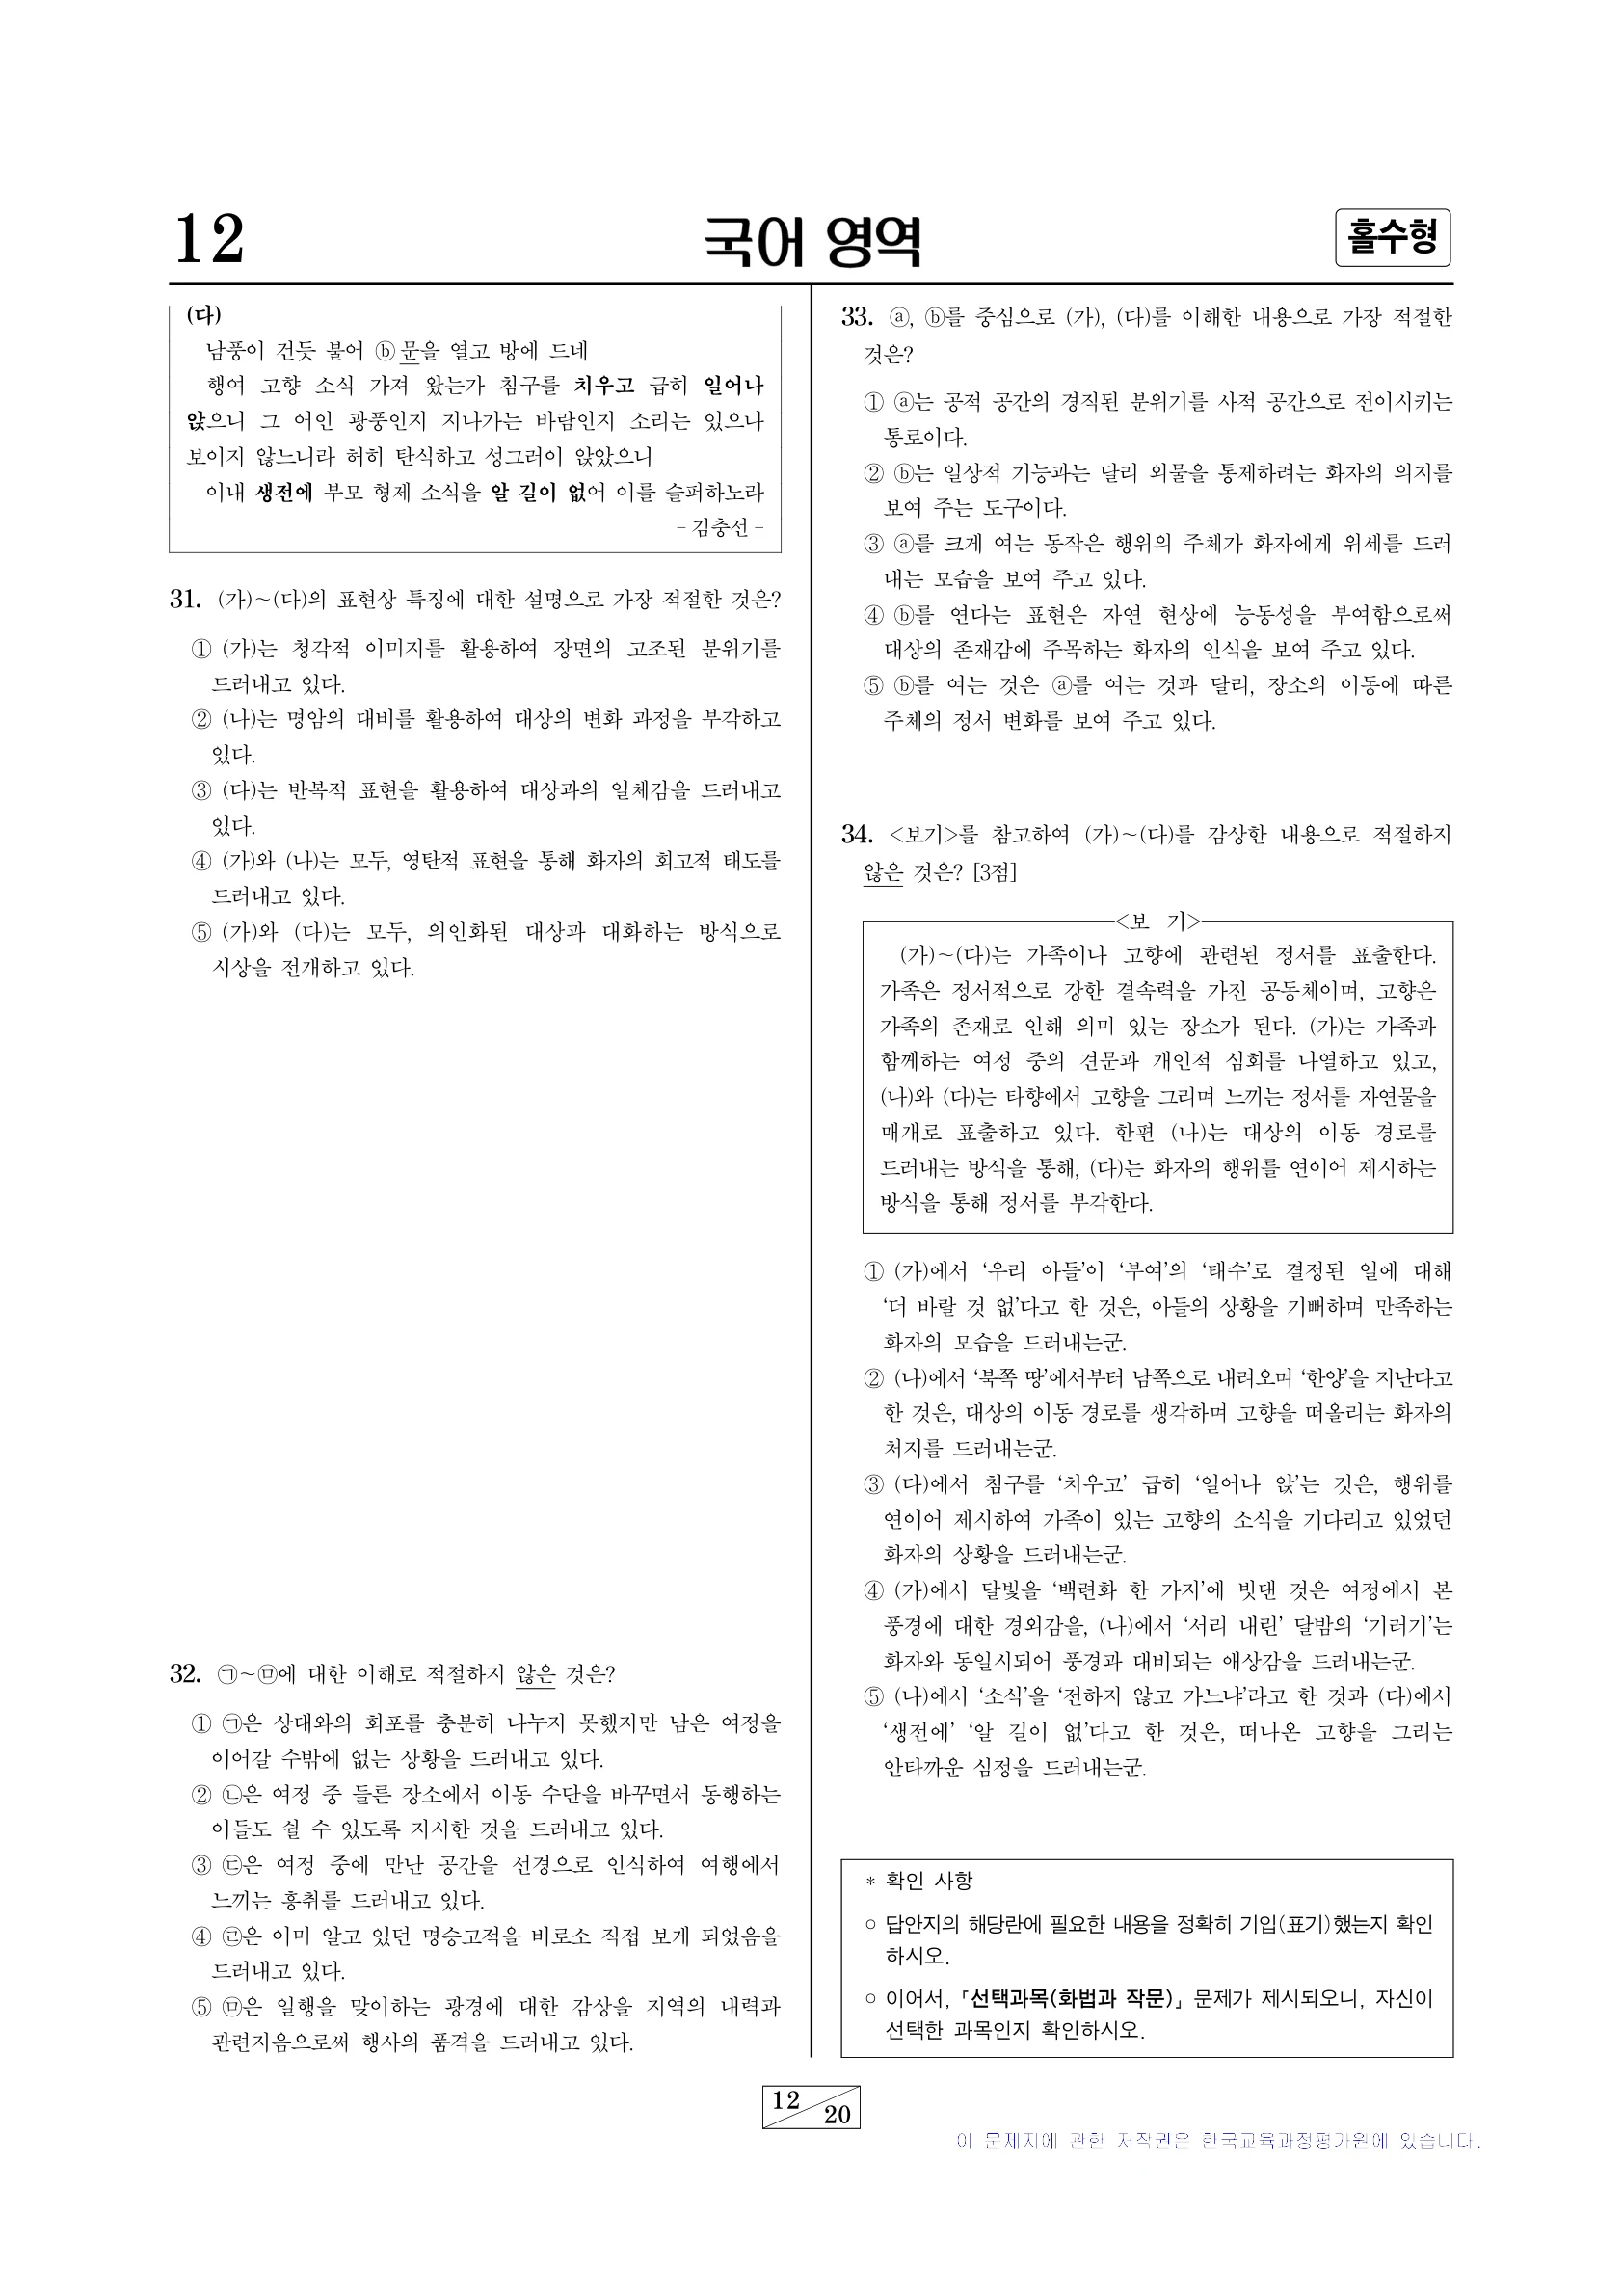 12
국어 영역
홀수형
(다)
남풍이 건듯 불어 ⓑ 문을 열고 방에 드네
행여 고향 소식 가져 왔는가 침구를 치우고 급히 일어나
앉으니 그 어인 광풍인지 지나가는 바람인지 소리는 있으나
보이지 않느니라 허히 탄식하고 성그러이 앉았으니
이내 생전에 부모 형제 소식을 알 길이 없어 이를 슬퍼하노라
- 김충선 -
31. (가)~(다)의 표현상 특징에 대한 설명으로 가장 적절한 것은?
① (가)는 청각적 이미지를 활용하여 장면의 고조된 분위기를
드러내고 있다.
② (나)는 명암의 대비를 활용하여 대상의 변화 과정을 부각하고
있다.
③ (다)는 반복적 표현을 활용하여 대상과의 일체감을 드러내고
있다.
④ (가)와 (나)는 모두, 영탄적 표현을 통해 화자의 회고적 태도를
드러내고 있다.
⑤ (가)와 (다)는 모두, 의인화된 대상과 대화하는 방식으로
시상을 전개하고 있다.
32. ㉠~㉤에 대한 이해로 적절하지 않은 것은?
① ㉠은 상대와의 회포를 충분히 나누지 못했지만 남은 여정을
이어갈 수밖에 없는 상황을 드러내고 있다.
② ㉡은 여정 중 들른 장소에서 이동 수단을 바꾸면서 동행하는
이들도 쉴 수 있도록 지시한 것을 드러내고 있다.
③ ㉢은 여정 중에 만난 공간을 선경으로 인식하여 여행에서
느끼는 흥취를 드러내고 있다.
④ ㉣은 이미 알고 있던 명승고적을 비로소 직접 보게 되었음을
드러내고 있다.
⑤ ㉤은 일행을 맞이하는 광경에 대한 감상을 지역의 내력과
관련지음으로써 행사의 품격을 드러내고 있다.
33. ⓐ, ⓑ를 중심으로 (가), (다)를 이해한 내용으로 가장 적절한
것은?
① ⓐ는 공적 공간의 경직된 분위기를 사적 공간으로 전이시키는
통로이다.
② ⓑ는 일상적 기능과는 달리 외물을 통제하려는 화자의 의지를
보여 주는 도구이다.
③ ⓐ를 크게 여는 동작은 행위의 주체가 화자에게 위세를 드러
내는 모습을 보여 주고 있다.
④ ⓑ를 연다는 표현은 자연 현상에 능동성을 부여함으로써
대상의 존재감에 주목하는 화자의 인식을 보여 주고 있다.
⑤ ⓑ를 여는 것은 ⓐ를 여는 것과 달리, 장소의 이동에 따른
주체의 정서 변화를 보여 주고 있다.
34. <보기>를 참고하여 (가)~(다)를 감상한 내용으로 적절하지
않은 것은? [3점]
<보 기>
(가)~(다)는 가족이나 고향에 관련된 정서를 표출한다.
가족은 정서적으로 강한 결속력을 가진 공동체이며, 고향은
가족의 존재로 인해 의미 있는 장소가 된다. (가)는 가족과
함께하는 여정 중의 견문과 개인적 심회를 나열하고 있고,
(나)와 (다)는 타향에서 고향을 그리며 느끼는 정서를 자연물을
매개로 표출하고 있다. 한편 (나)는 대상의 이동 경로를
드러내는 방식을 통해, (다)는 화자의 행위를 연이어 제시하는
방식을 통해 정서를 부각한다.
① (가)에서 ‘우리 아들’이 ‘부여’의 ‘태수’로 결정된 일에 대해
‘더 바랄 것 없’다고 한 것은, 아들의 상황을 기뻐하며 만족하는
화자의 모습을 드러내는군.
② (나)에서 ‘북쪽 땅’에서부터 남쪽으로 내려오며 ‘한양’을 지난다고
한 것은, 대상의 이동 경로를 생각하며 고향을 떠올리는 화자의
처지를 드러내는군.
③ (다)에서 침구를 ‘치우고’ 급히 ‘일어나 앉’는 것은, 행위를
연이어 제시하여 가족이 있는 고향의 소식을 기다리고 있었던
화자의 상황을 드러내는군.
④ (가)에서 달빛을 ‘백련화 한 가지’에 빗댄 것은 여정에서 본
풍경에 대한 경외감을, (나)에서 ‘서리 내린’ 달밤의 ‘기러기’는
화자와 동일시되어 풍경과 대비되는 애상감을 드러내는군.
⑤ (나)에서 ‘소식’을 ‘전하지 않고 가느냐’라고 한 것과 (다)에서
‘생전에’ ‘알 길이 없’다고 한 것은, 떠나온 고향을 그리는
안타까운 심정을 드러내는군.
* 확인 사항
○ 답안지의 해당란에 필요한 내용을 정확히 기입(표기)했는지 확인
하시오.
○ 이어서, 「선택과목(화법과 작문)」 문제가 제시되오니, 자신이
선택한 과목인지 확인하시오.
12
20
이 문제지에 관한 저작권은 한국교육과정평가원에 있습니다.